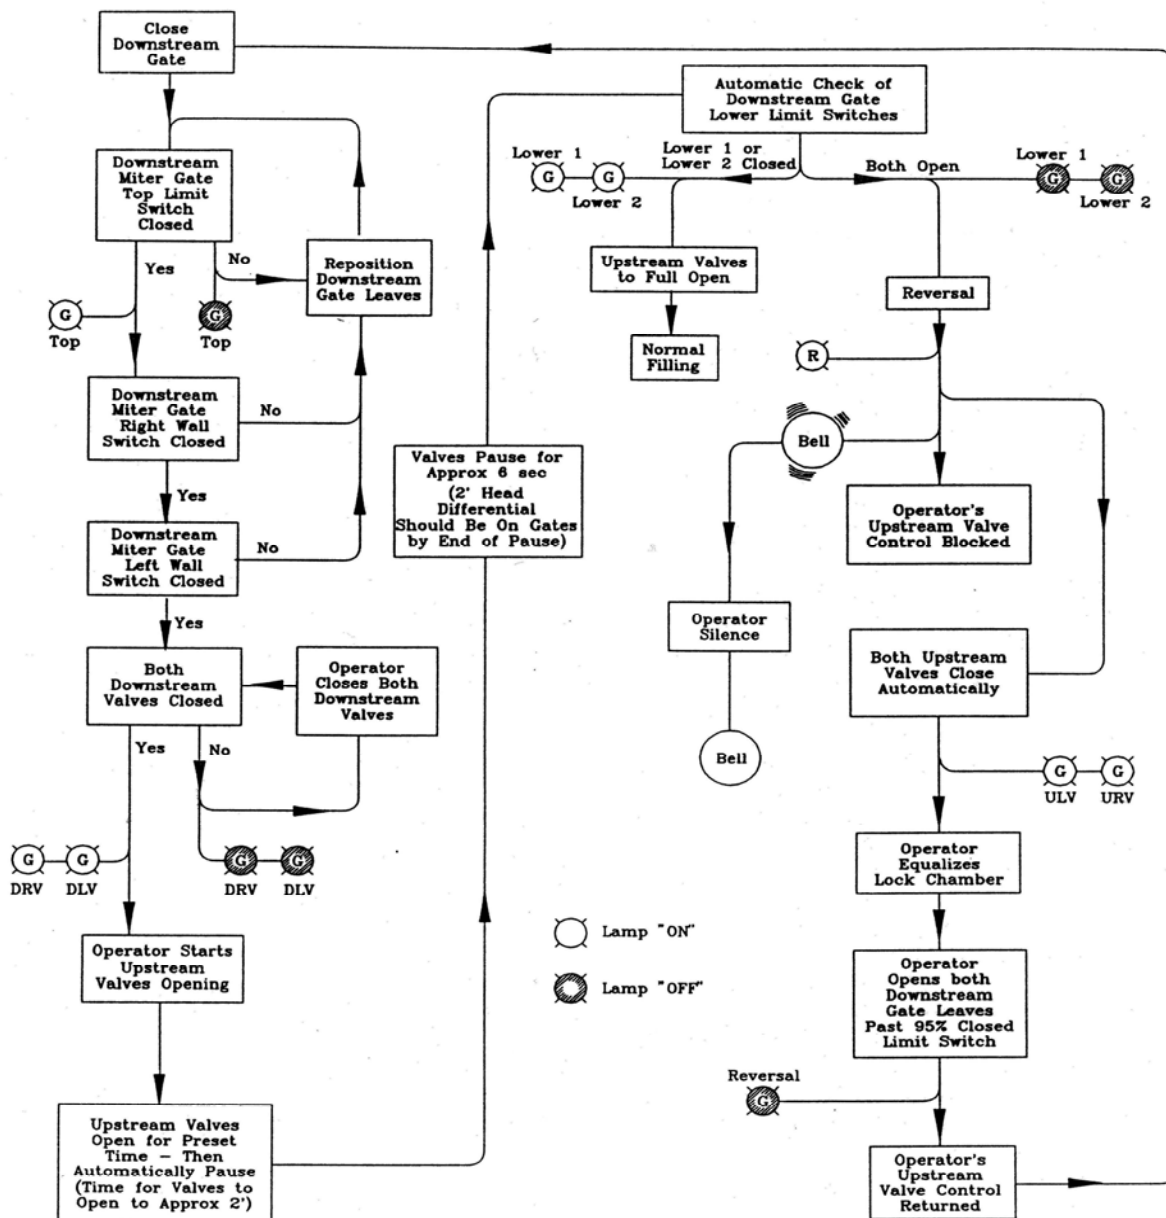 Close
Downstream
Gate
Downstream
Miter Gate
Top Limit
Switch
Closed
Yes
No
G
Top
G
Top
Reposition
Downstream
Gate Leaves
Downstream
Miter Gate
Right Wall
Switch Closed
No
Yes
Downstream
Miter Gate
Left Wall
Switch Closed
No
Yes
Both
Downstream
Valves Closed
Operator
Closes Both
Downstream
Valves
Yes
No
G
G
DRV
DLV
G
G
DRV
DLV
Operator Starts
Upstream
Valves Opening
Upstream Valves
Open for Preset
Time - Then
Automatically Pause
(Time for Valves to
Open to Approx 2')
Valves Pause for
Approx 6 sec
(2' Head
Differential
Should Be On Gates
by End of Pause)
Automatic Check of
Downstream Gate
Lower Limit Switches
Lower 1
G
G
Lower 2
Lower 1 or
Lower 2 Closed
Both Open
Lower 1
G
G
Lower 2
Upstream Valves
to Full Open
Normal
Filling
Reversal
R
Bell
Operator's
Upstream Valve
Control Blocked
Operator
Silence
Bell
Both Upstream
Valves Close
Automatically
G
G
ULV
URV
Operator
Equalizes
Lock Chamber
Operator
Opens both
Downstream
Gate Leaves
Past 95% Closed
Limit Switch
Reversal
G
Operator's
Upstream
Valve Control
Returned
Lamp "ON"
Lamp "OFF"